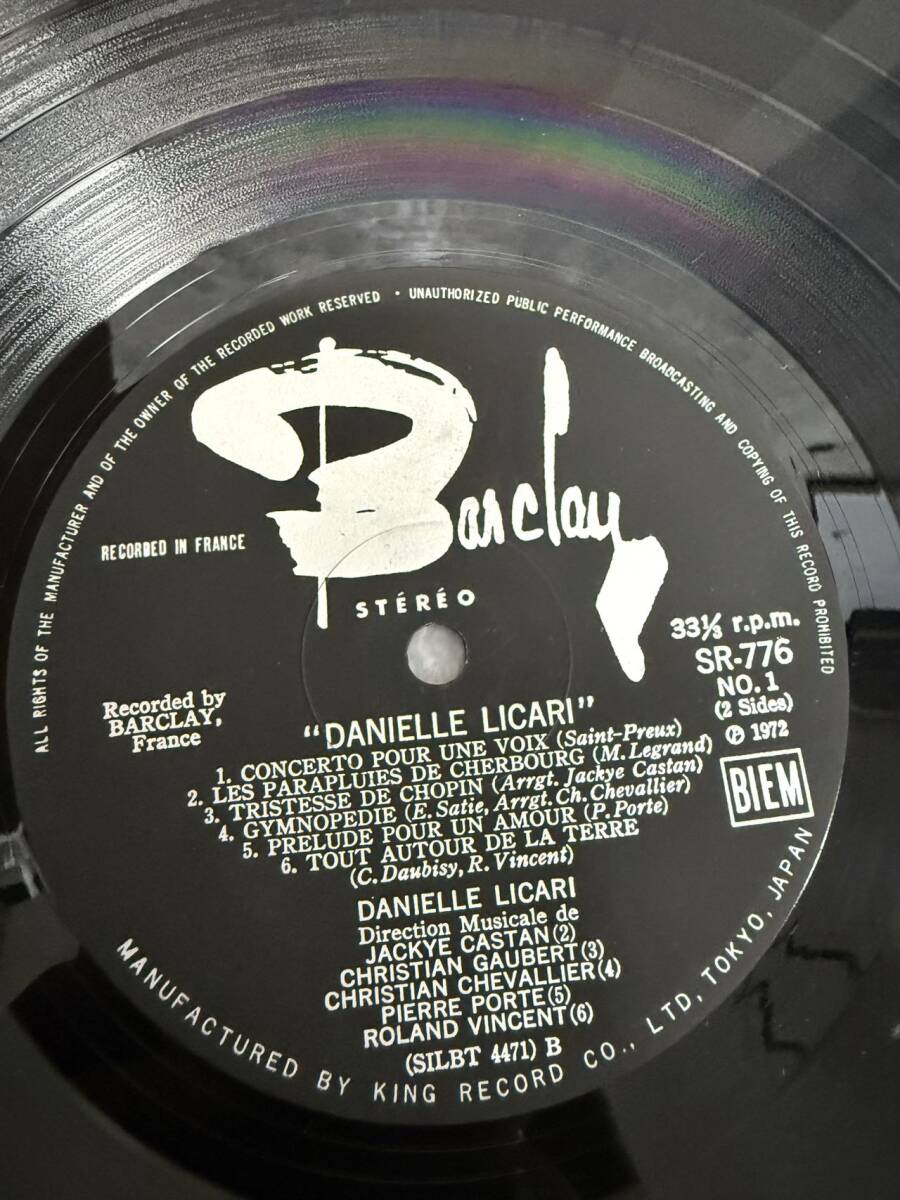 ALL RIGHTS OF THE MANUFACTURER AND OF THE OWNER OF THE RECORDED WORK RESERVED · UNAUTHORIZED PUBLIC PERFORMANCE BROADCASTING AND COPYING OF THIS RECORD PROHIBITED
Barclay
RECORDED IN FRANCE
STÉRÉO
33⅓ r.p.m.
SR-776
NO. 1
(2 Sides)
℗ 1972
BIEM
Recorded by
BARCLAY,
France
"DANIELLE LICARI"
1. CONCERTO POUR UNE VOIX (Saint-Preux)
2. LES PARAPLUIES DE CHERBOURG (M. Legrand)
3. TRISTESSE DE CHOPIN (Arrgt. Jackye Castan)
4. GYMNOPEDIE (E. Satie, Arrgt. Ch. Chevallier)
5. PRELUDE POUR UN AMOUR (P. Porte)
6. TOUT AUTOUR DE LA TERRE
(C. Daubisy, R. Vincent)
DANIELLE LICARI
Direction Musicale de
JACKYE CASTAN(2)
CHRISTIAN GAUBERT(3)
CHRISTIAN CHEVALLIER(4)
PIERRE PORTE(5)
ROLAND VINCENT(6)
(SILBT 4471) B
MANUFACTURED BY KING RECORD CO., LTD, TOKYO, JAPAN